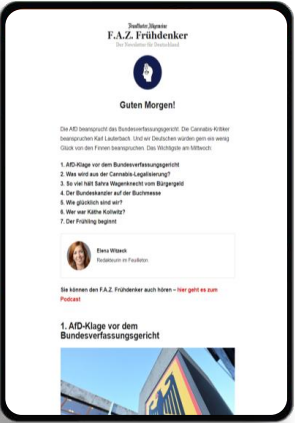 Frankfurter Allgemeine
F.A.Z. Frühdenker
Der Newsletter für Deutschland
Guten Morgen!
Die AfD beansprucht das Bundesverfassungsgericht. Die Cannabis-Kritiker
beanspruchen Karl Lauterbach. Und wir Deutschen würden gern ein wenig
Glück von den Finnen beanspruchen. Das Wichtigste am Mittwoch.
1. AfD-Klage vor dem Bundesverfassungsgericht
2. Was wird aus der Cannabis-Legalisierung?
3. So viel hält Sahra Wagenknecht vom Bürgergeld
4. Der Bundeskanzler auf der Buchmesse
5. Wie glücklich sind wir?
6. Wer war Käthe Kollwitz?
7. Der Frühling beginnt
Elena Witzeck
Redakteurin im Feuilleton
Sie können den F.A.Z. Frühdenker auch hören – hier geht es zum
Podcast
1. AfD-Klage vor dem
Bundesverfassungsgericht